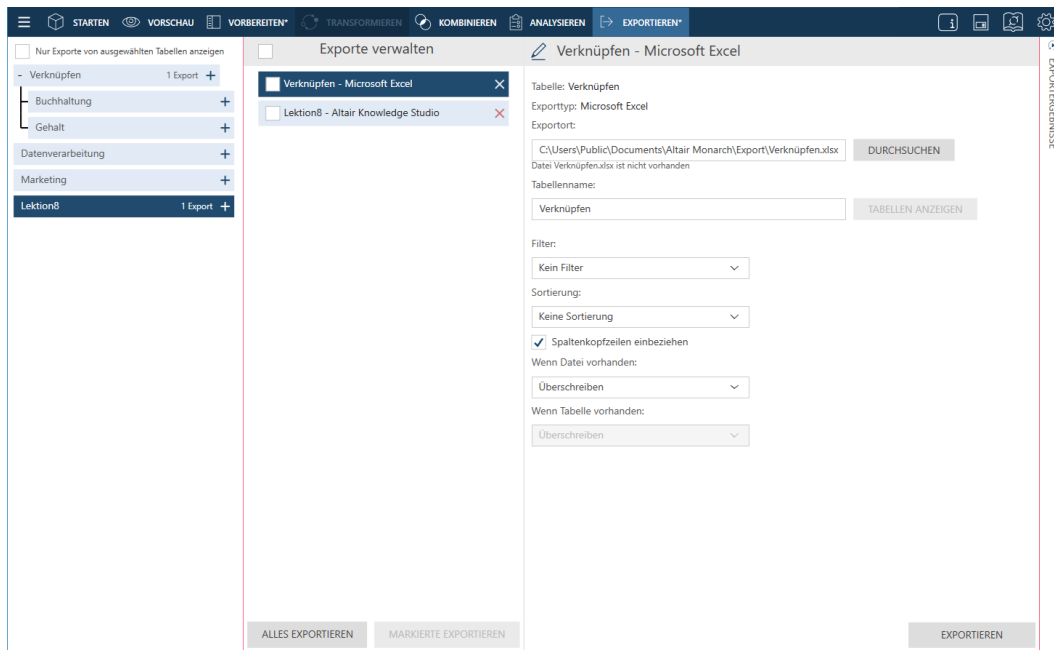 STARTEN VORSCHAU VORBEREITEN* TRANSFORMIEREN KOMBINIEREN ANALYSIEREN EXPORTIEREN*
Nur Exporte von ausgewählten Tabellen anzeigen
- Verknüpfen 1 Export +
Buchhaltung +
Gehalt +
Datenverarbeitung +
Marketing +
Lektion8 1 Export +
Exporte verwalten
Verknüpfen - Microsoft Excel
Lektion8 - Altair Knowledge Studio
ALLES EXPORTIEREN MARKIERTE EXPORTIEREN
Verknüpfen - Microsoft Excel
Tabelle: Verknüpfen
Exporttyp: Microsoft Excel
Exportort:
C:\Users\Public\Documents\Altair Monarch\Export\Verknüpfen.xlsx DURCHSUCHEN
Datei Verknüpfen.xlsx ist nicht vorhanden
Tabellenname:
Verknüpfen TABELLEN ANZEIGEN
Filter:
Kein Filter
Sortierung:
Keine Sortierung
Spaltenkopfzeilen einbeziehen
Wenn Datei vorhanden:
Überschreiben
Wenn Tabelle vorhanden:
Überschreiben
EXPORTIEREN
EXPORTERGEBNISSE